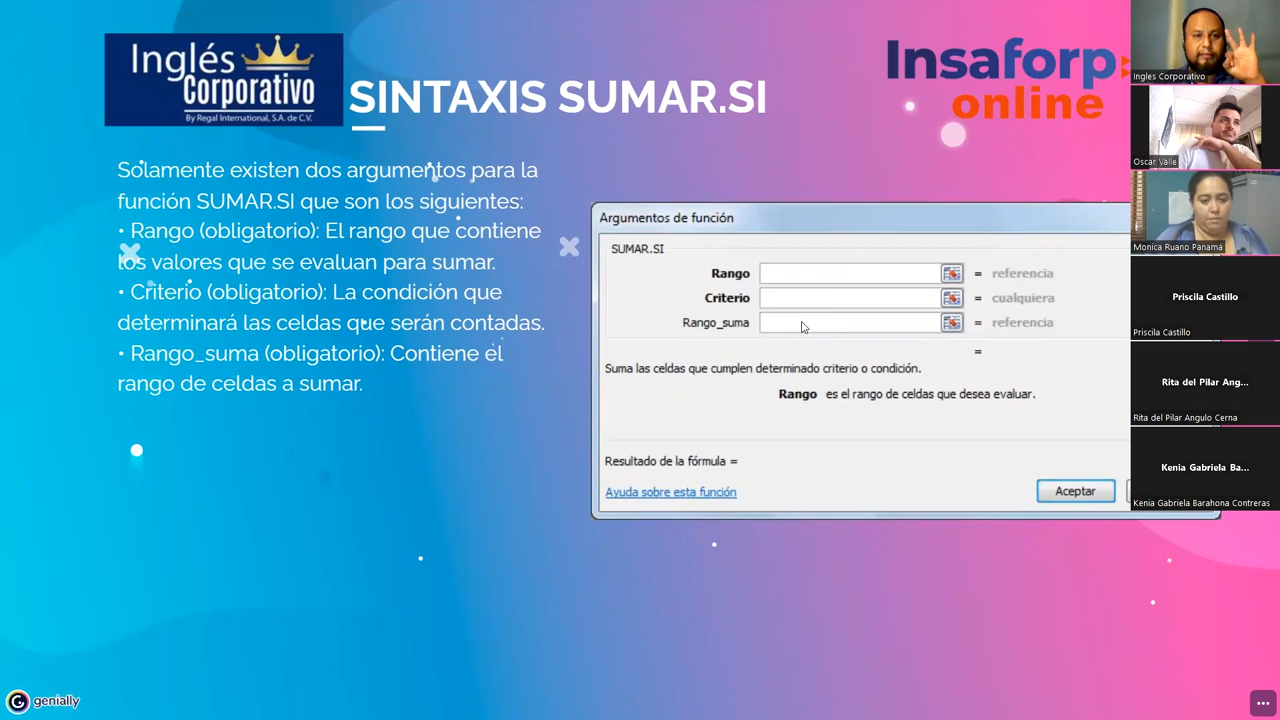 Inglés
Corporativo
By Regal International, S.A. de C.V.
SINTAXIS SUMAR.SI
Insaforp
online
Solamente existen dos argumentos para la
función SUMAR.SI que son los siguientes:
• Rango (obligatorio): El rango que contiene
los valores que se evaluan para sumar.
• Criterio (obligatorio): La condición que
determinará las celdas que serán contadas.
• Rango_suma (obligatorio): Contiene el
rango de celdas a sumar.
Argumentos de función
SUMAR.SI
Rango = referencia
Criterio = cualquiera
Rango_suma = referencia
=
Suma las celdas que cumplen determinado criterio o condición.
Rango es el rango de celdas que desea evaluar.
Resultado de la fórmula =
Ayuda sobre esta función
Aceptar
Ingles Corporativo
Oscar Valle
Monica Ruano Panamá
Priscila Castillo
Priscila Castillo
Rita del Pilar Ang...
Rita del Pilar Angulo Cerna
Kenia Gabriela Ba...
Kenia Gabriela Barahona Contreras
genially